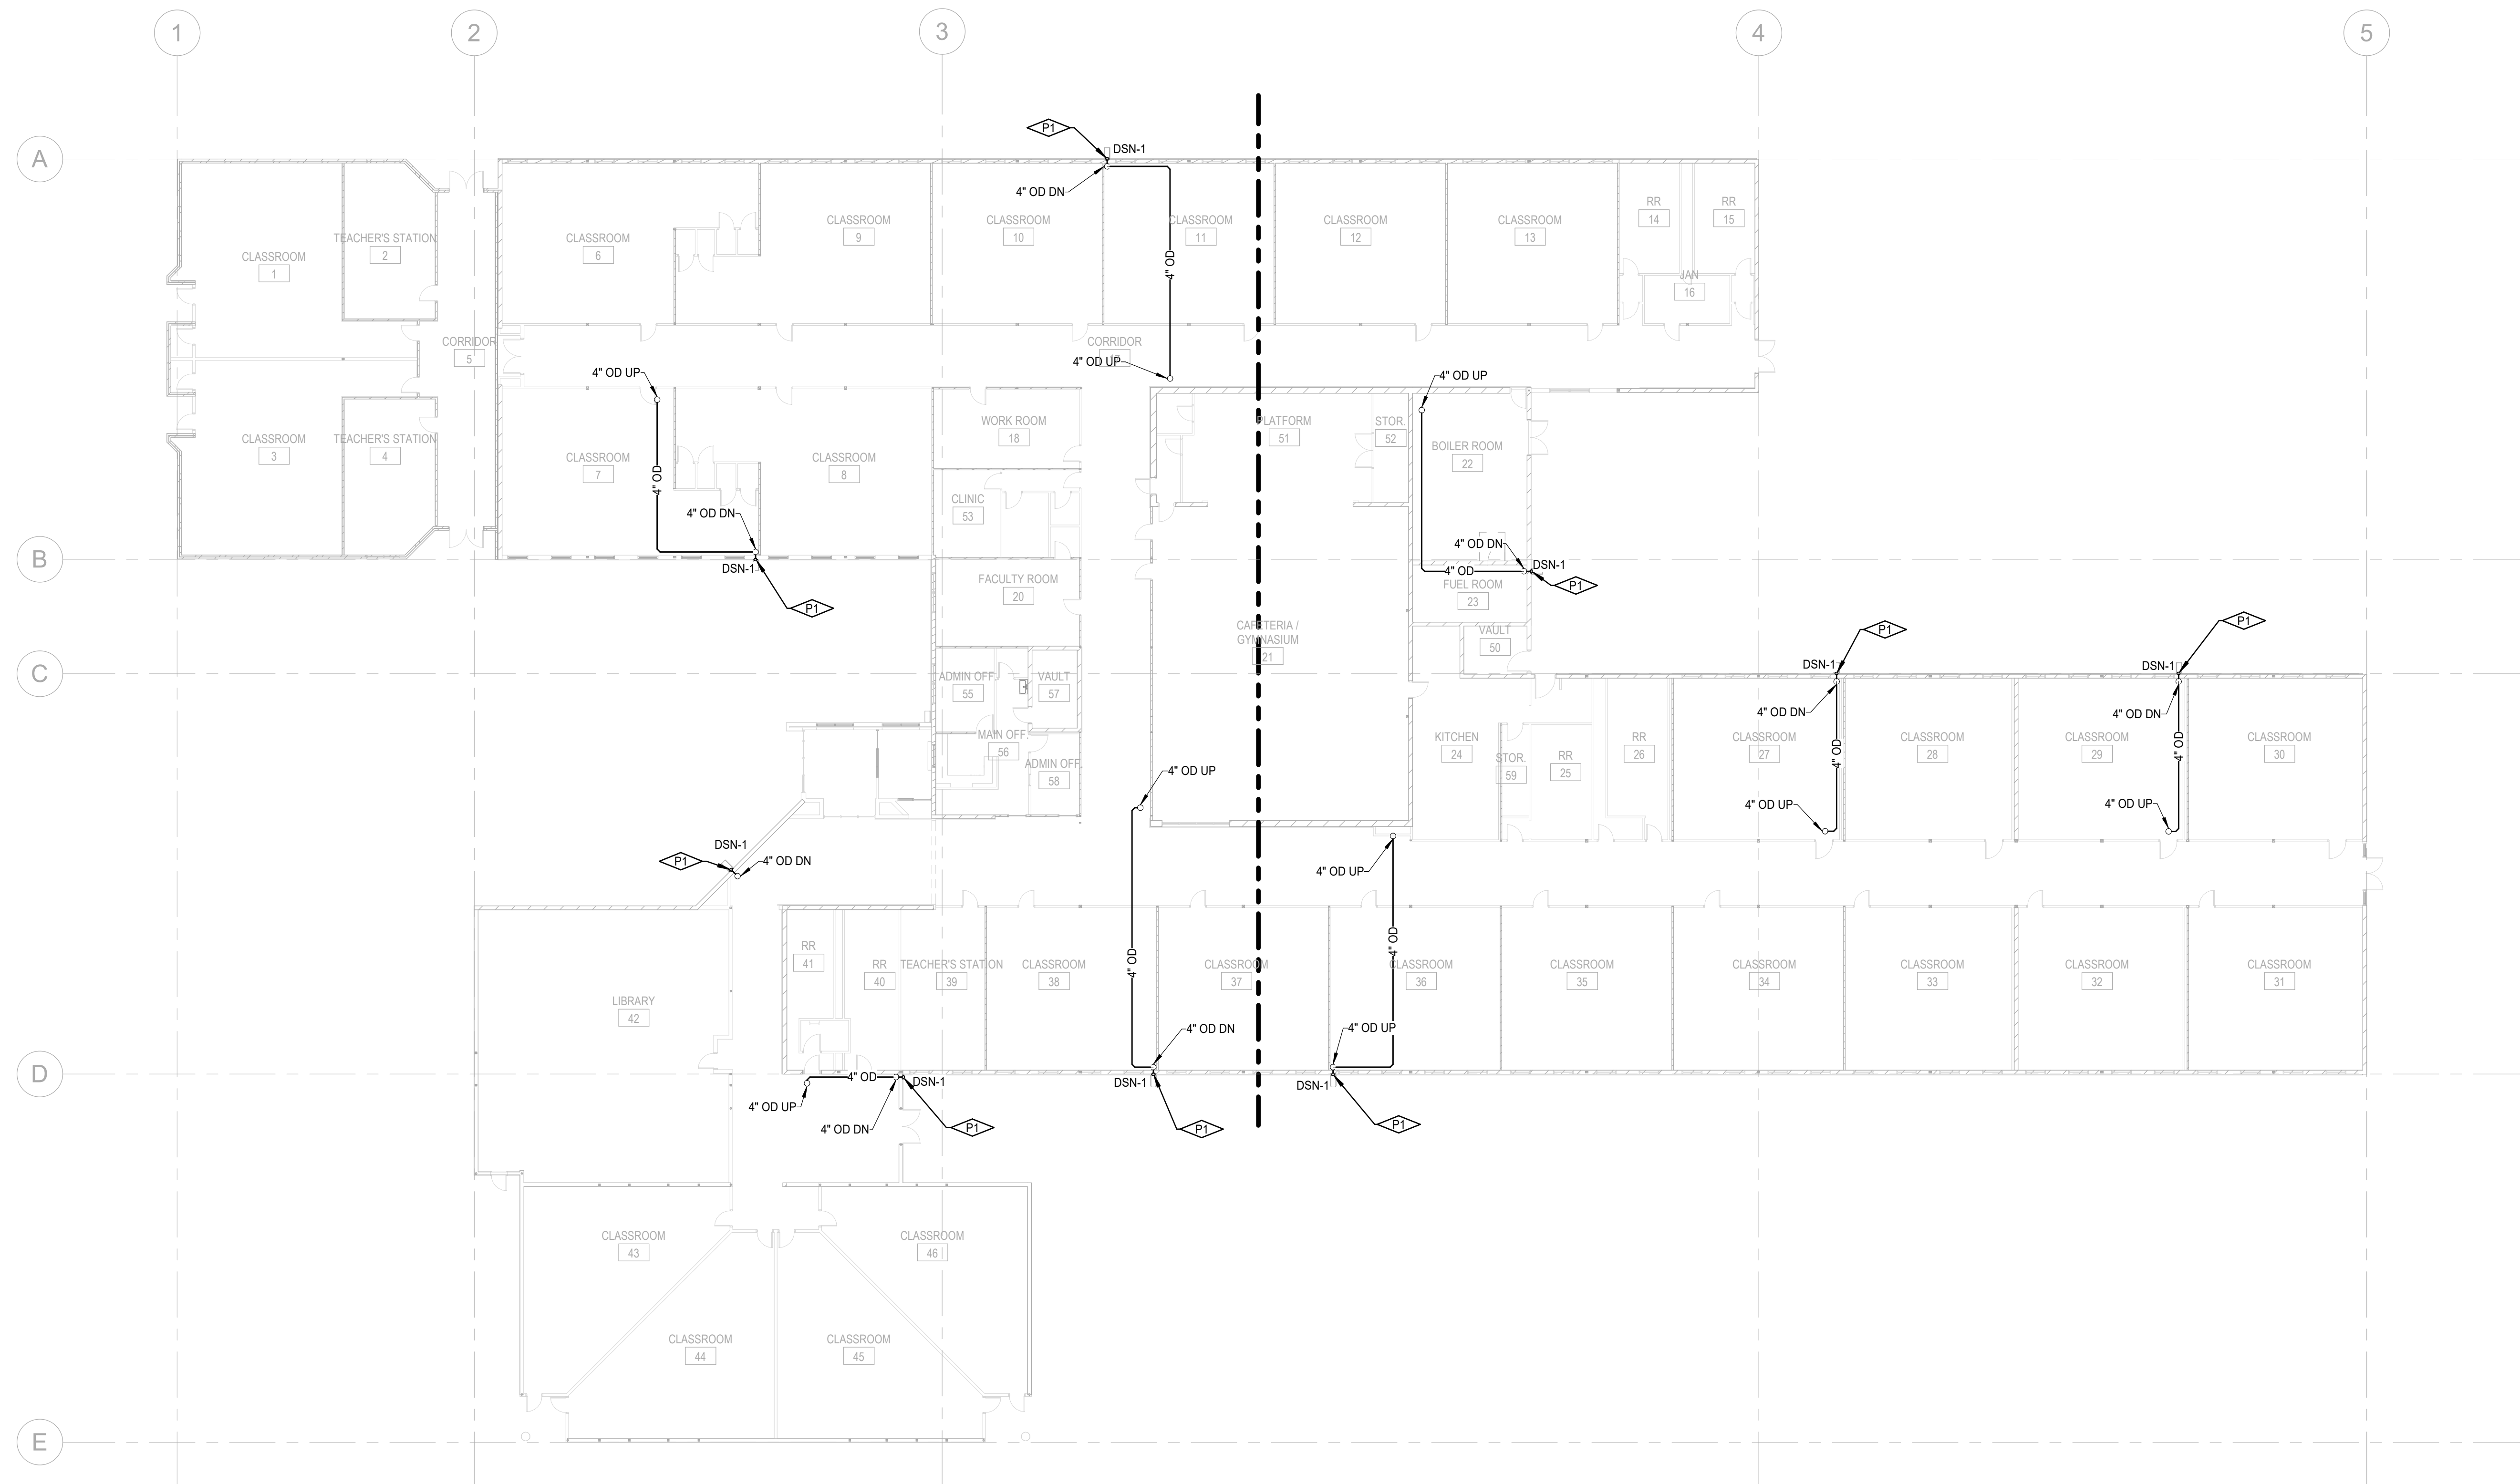 1
2
3
4
5
P1
DSN-1
A
4" OD DN
RR
14
RR
15
CLASSROOM
9
CLASSROOM
10
CLASSROOM
11
CLASSROOM
12
CLASSROOM
13
TEACHER'S STATION
2
CLASSROOM
6
CLASSROOM
1
4" OD
JAN
16
CORRIDOR
5
CORRIDOR
4" OD UP
4" OD UP
4" OD UP
WORK ROOM
18
PLATFORM
51
STOR.
52
CLASSROOM
3
TEACHER'S STATION
4
BOILER ROOM
22
CLASSROOM
7
CLASSROOM
8
4" OD
CLINIC
53
4" OD DN
4" OD DN
B
DSN-1
DSN-1
4" OD
P1
FACULTY ROOM
20
FUEL ROOM
23
P1
CAFETERIA /
GYMNASIUM
21
VAULT
50
P1
P1
C
DSN-1
DSN-1
ADMIN OFF.
55
VAULT
57
4" OD DN
4" OD DN
MAIN OFF.
56
KITCHEN
24
STOR.
59
RR
25
RR
26
CLASSROOM
27
4" OD
CLASSROOM
28
CLASSROOM
29
4" OD
CLASSROOM
30
ADMIN OFF.
58
4" OD UP
4" OD UP
4" OD UP
DSN-1
P1
4" OD DN
4" OD UP
RR
41
RR
40
TEACHER'S STATION
39
CLASSROOM
38
4" OD
CLASSROOM
37
4" OD
CLASSROOM
36
CLASSROOM
35
CLASSROOM
34
CLASSROOM
33
CLASSROOM
32
CLASSROOM
31
LIBRARY
42
4" OD DN
4" OD UP
D
4" OD
DSN-1
DSN-1
DSN-1
4" OD UP
4" OD DN
P1
P1
P1
CLASSROOM
43
CLASSROOM
46
CLASSROOM
44
CLASSROOM
45
E